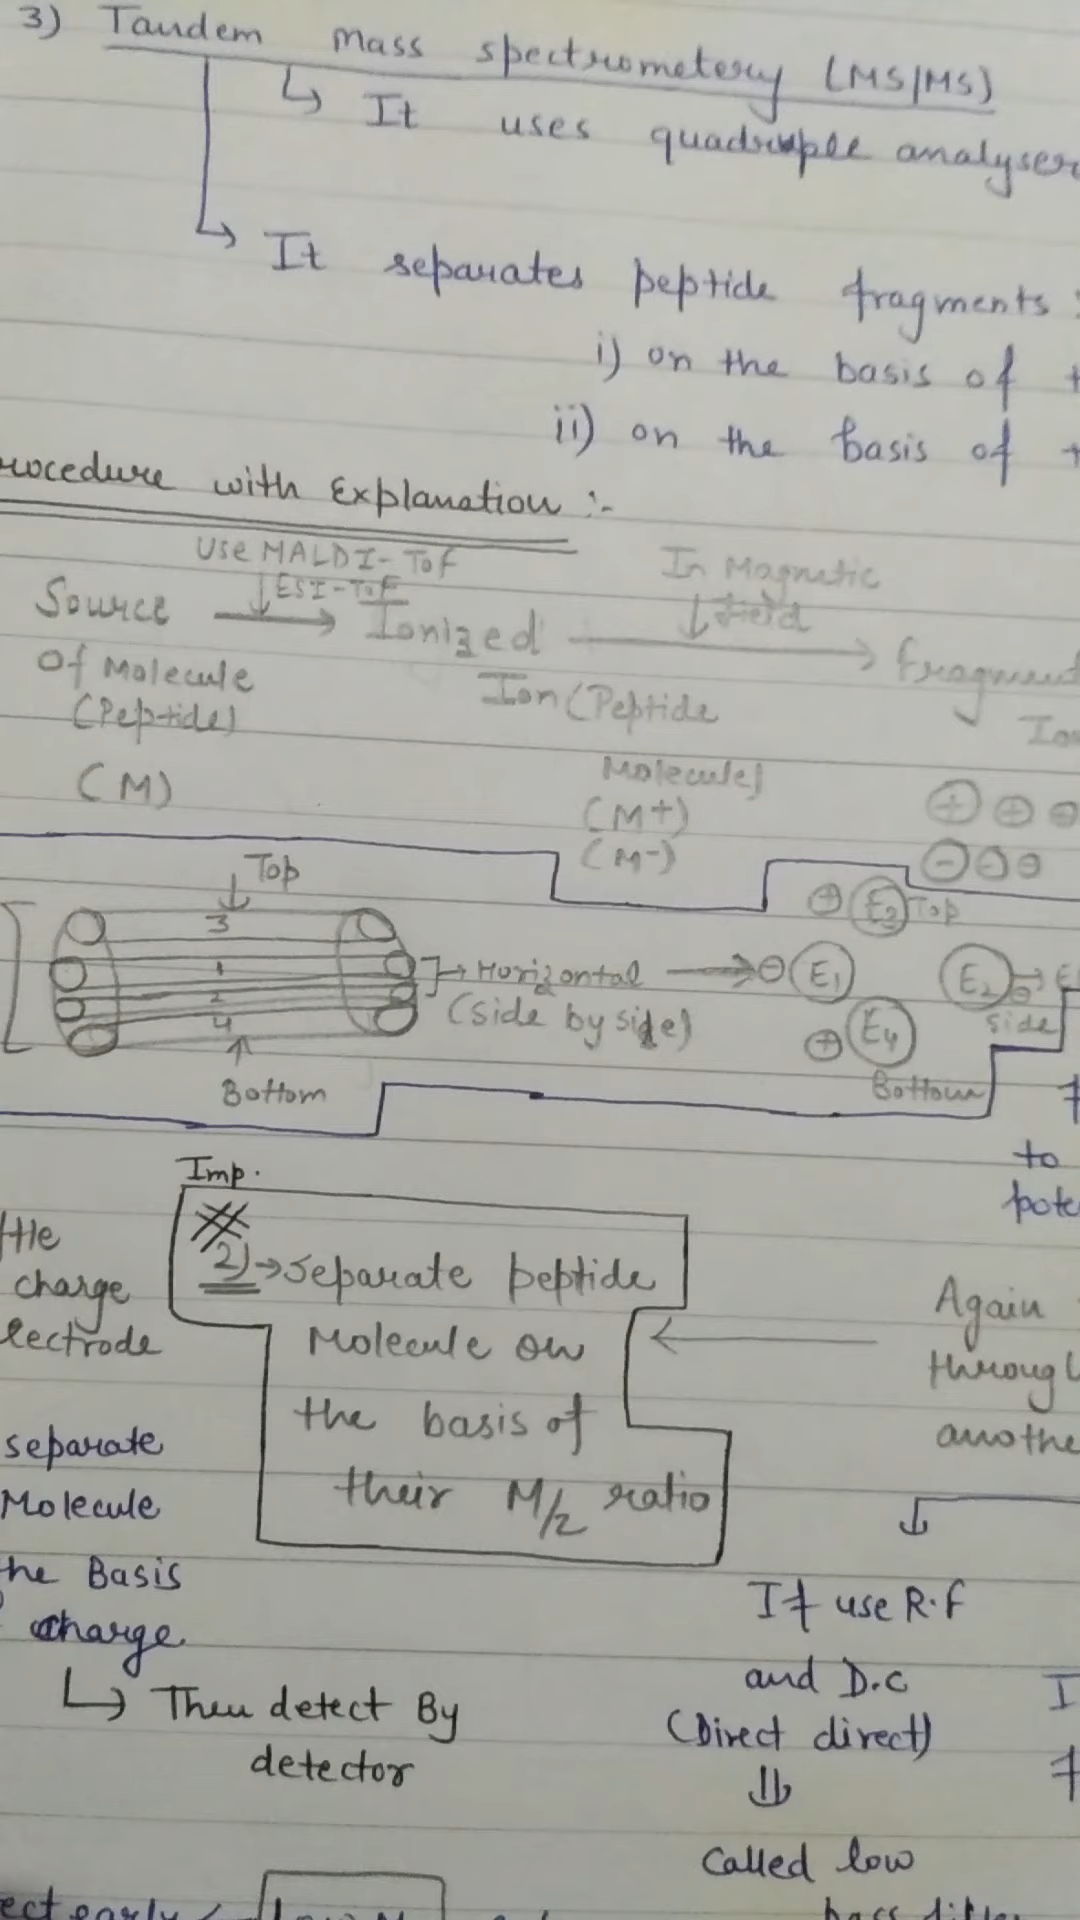 3) Tandem mass spectrometery (MS/MS)
↳ It uses quadruple analyser
↳ It separates peptide fragments :
i) on the basis of
ii) on the basis of
rocedure with Explanation :-
Use MALDI-TOF
ESI-TOF
In Magnetic
field
Source → Ionized → fragment
Of Molecule
(Peptide)
Ion (Peptide
Molecule)
(M)
(M+)
(M-)
+ + +
- - -
Top
3
1
2
4
Bottom
→ Horizontal
(side by side)
+ E3 Top
- E1
E2
side
+ E4
Bottom
to
pote
Imp.
2) → separate peptide
Molecule on
the basis of
their M/2 ratio
charge
lectrode
separate
Molecule
he Basis
charge
↳ Then detect By
detector
Again
through
anothe
It use R.F
and D.C
(Direct direct)
⇓
Called low